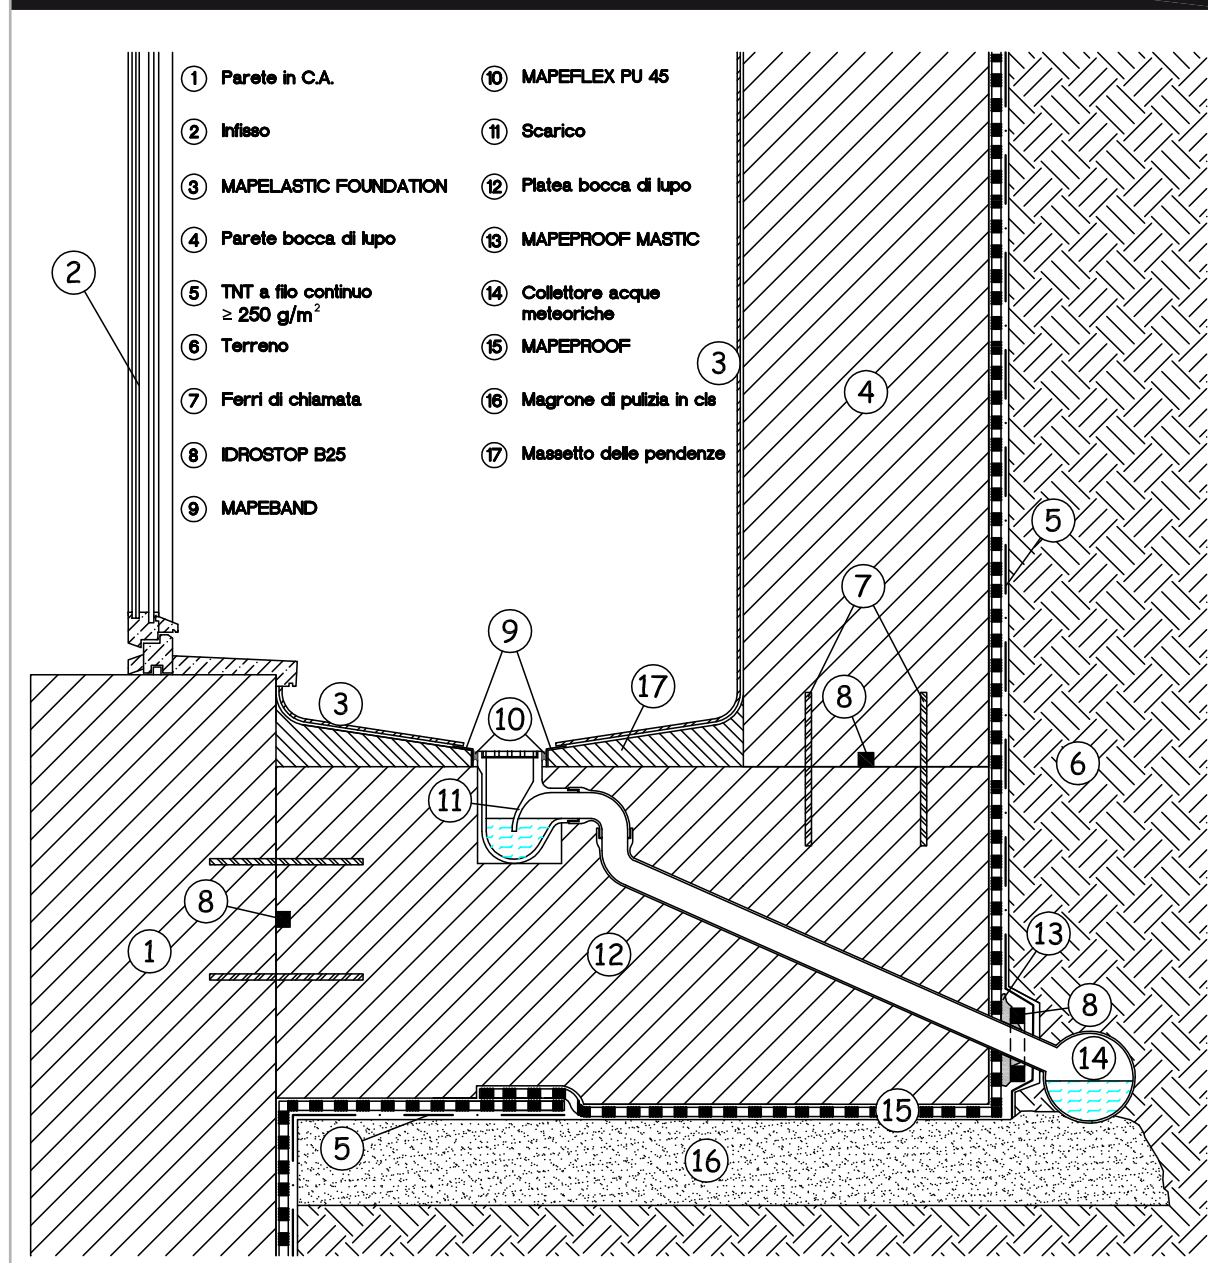 1 Parete in C.A.
2 Infisso
3 MAPELASTIC FOUNDATION
4 Parete bocca di lupo
5 TNT a filo continuo
≥ 250 g/m²
6 Terreno
7 Ferri di chiamata
8 IDROSTOP B25
9 MAPEBAND
10 MAPEFLEX PU 45
11 Scarico
12 Platea bocca di lupo
13 MAPEPROOF MASTIC
14 Collettore acque
meteoriche
15 MAPEPROOF
16 Magrone di pulizia in cls
17 Massetto delle pendenze
2
3
4
5
7
9
8
17
3
10
6
11
8
13
1
12
8
14
15
5
16